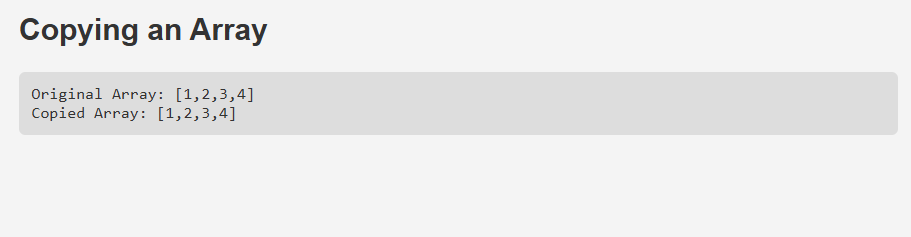 Copying an Array
Original Array: [1,2,3,4]
Copied Array: [1,2,3,4]